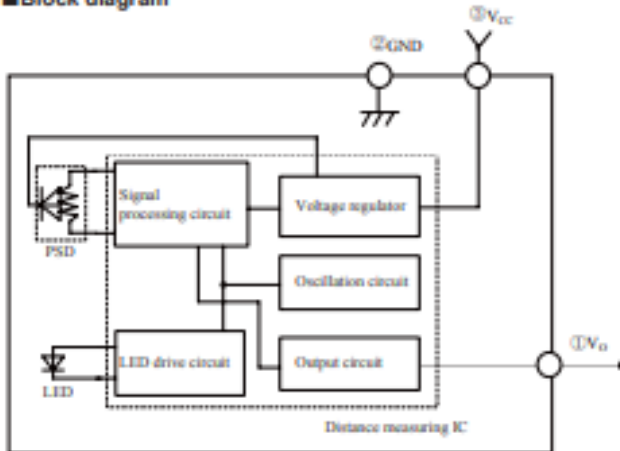 ■Block diagram
③VCC
②GND
Signal
processing circuit
Voltage regulator
PSD
Oscillation circuit
LED drive circuit
Output circuit
①VO
LED
Distance measuring IC